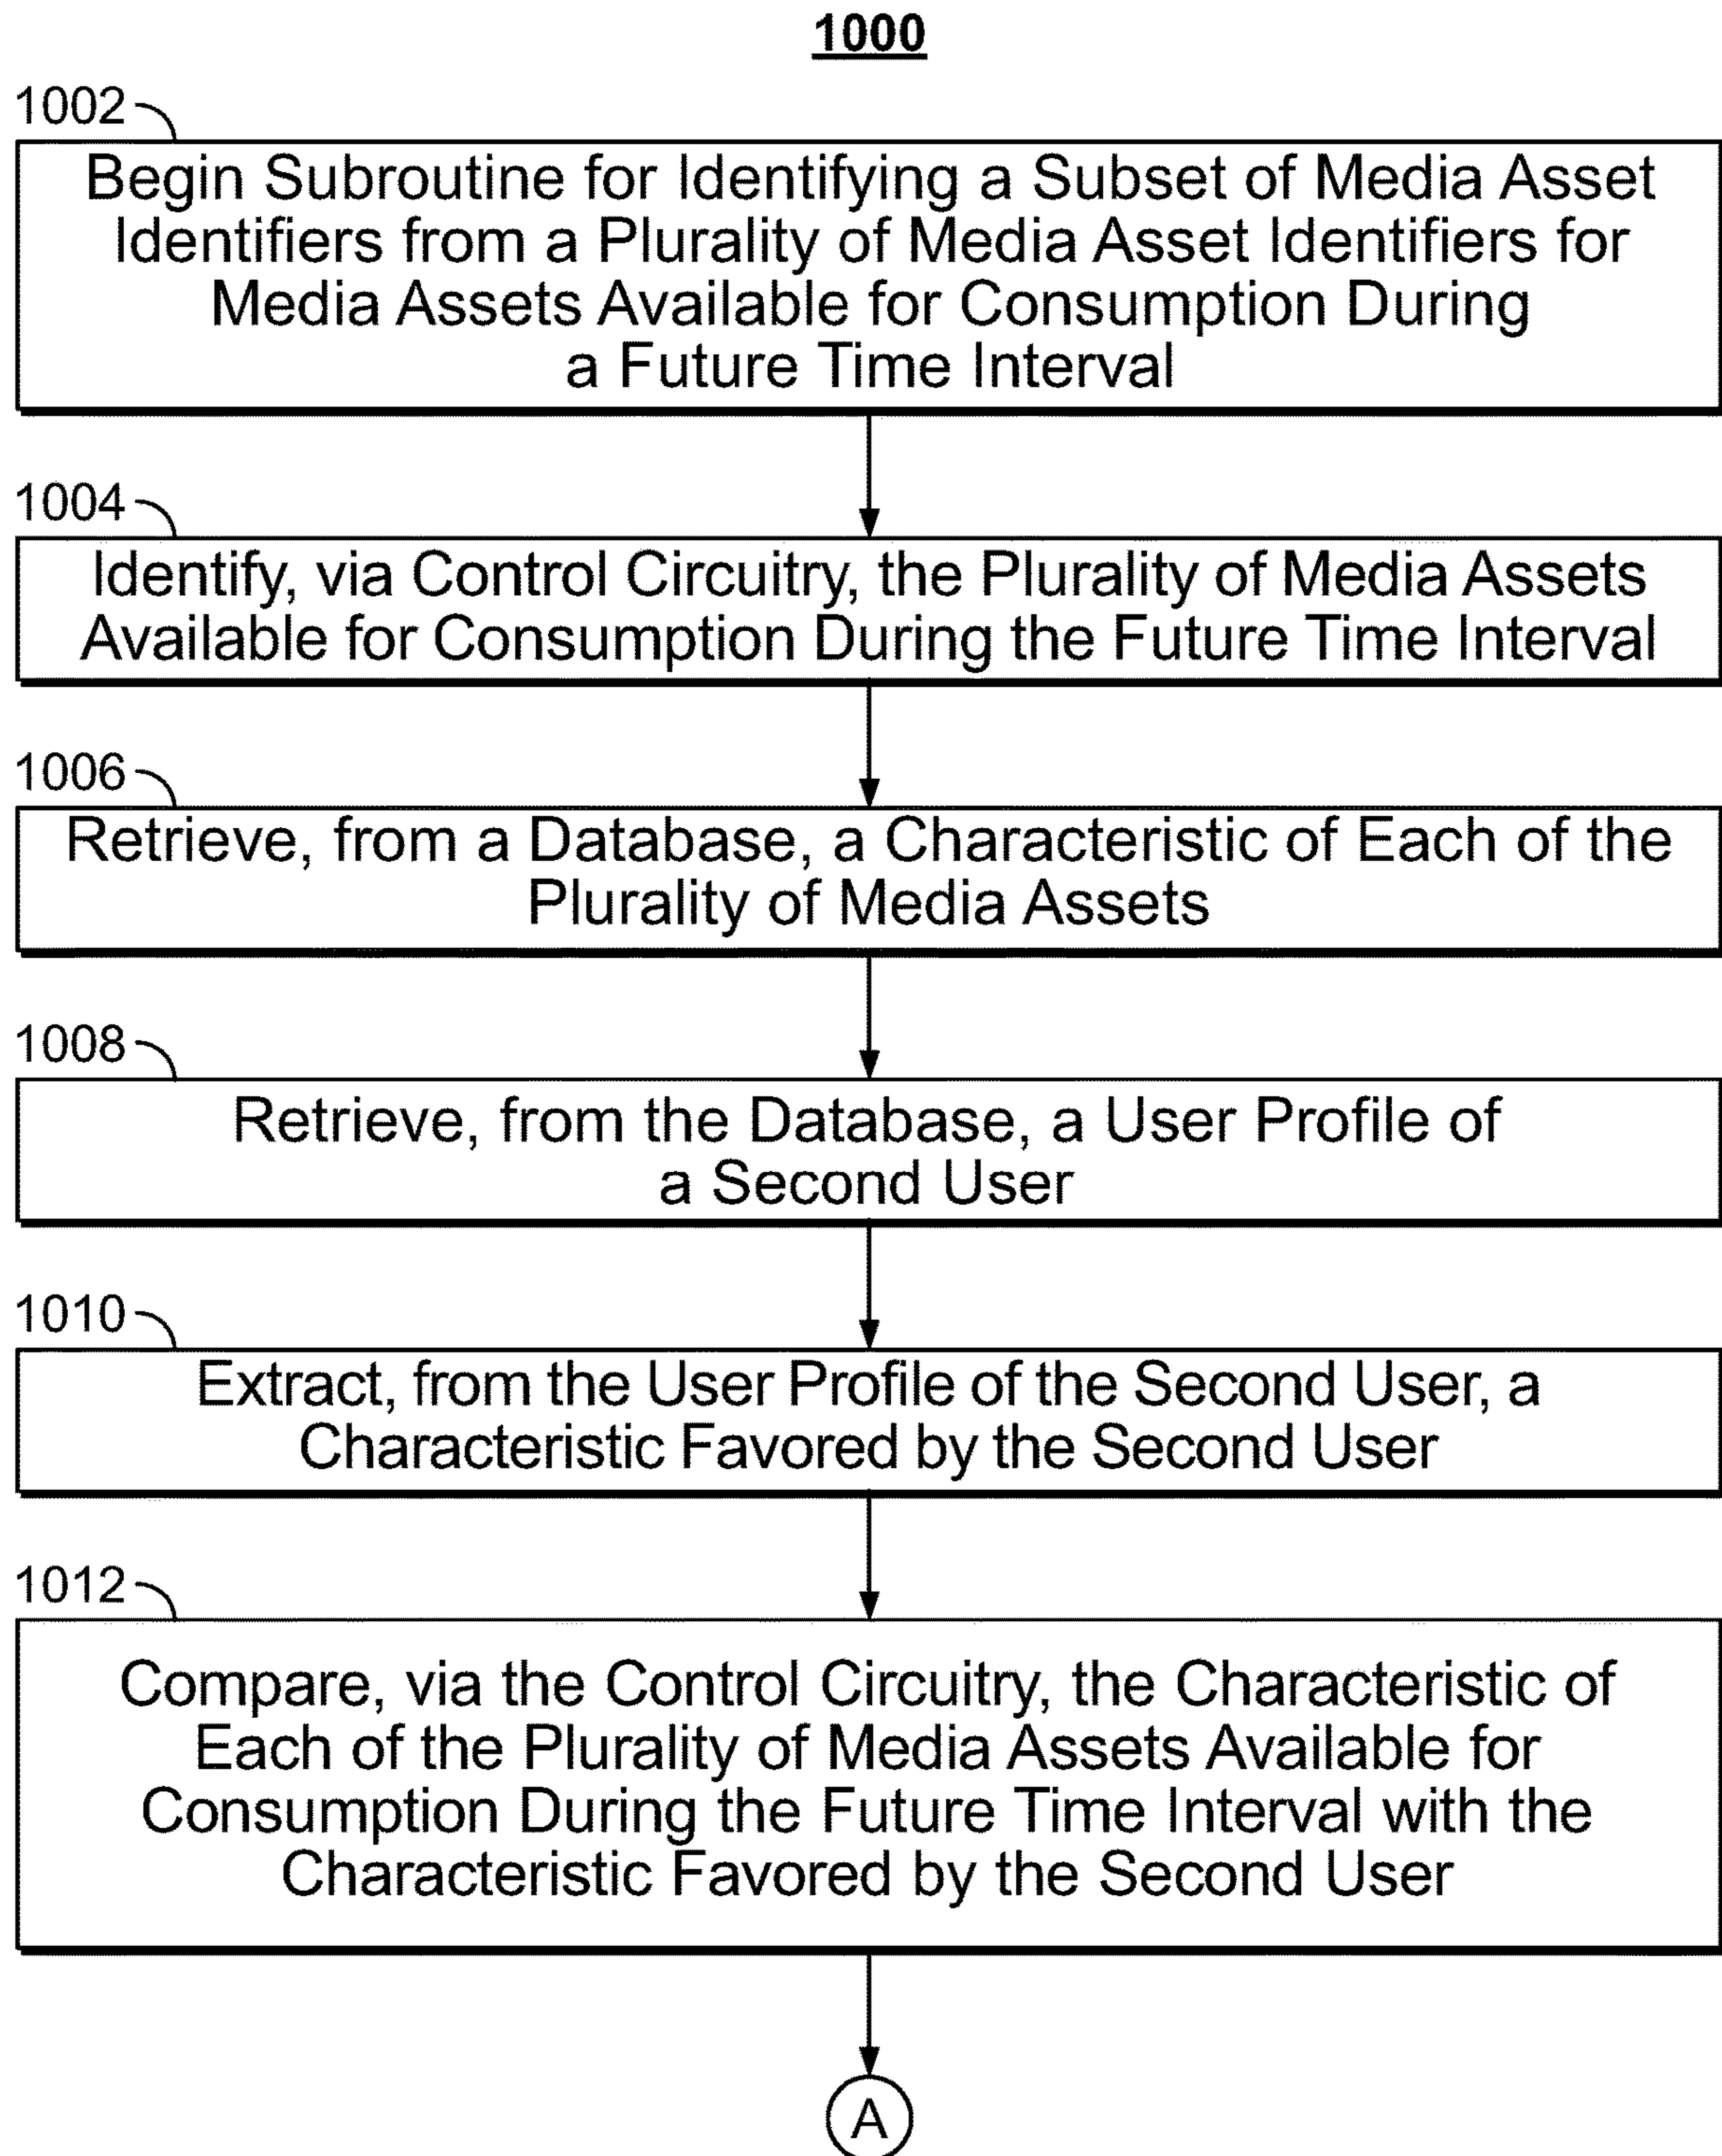 1000
1002
Begin Subroutine for Identifying a Subset of Media Asset
Identifiers from a Plurality of Media Asset Identifiers for
Media Assets Available for Consumption During
a Future Time Interval
1004
Identify, via Control Circuitry, the Plurality of Media Assets
Available for Consumption During the Future Time Interval
1006
Retrieve, from a Database, a Characteristic of Each of the
Plurality of Media Assets
1008
Retrieve, from the Database, a User Profile of
a Second User
1010
Extract, from the User Profile of the Second User, a
Characteristic Favored by the Second User
1012
Compare, via the Control Circuitry, the Characteristic of
Each of the Plurality of Media Assets Available for
Consumption During the Future Time Interval with the
Characteristic Favored by the Second User
A